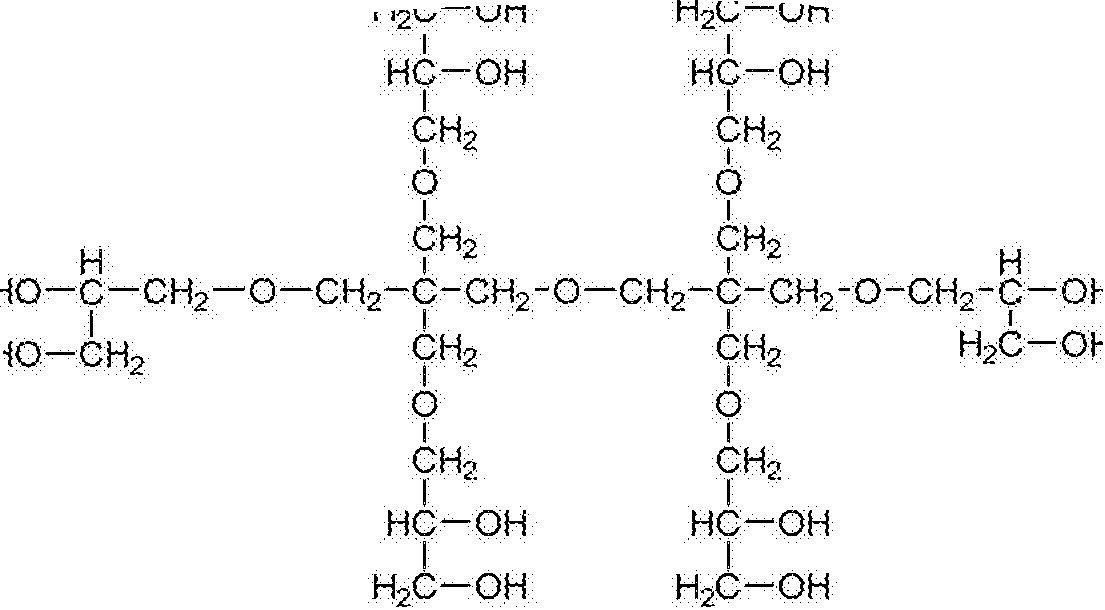 H₂C—OH H₂C—OH
HC—OH HC—OH
CH₂ CH₂
O O
CH₂ CH₂
H H
HO—C—CH₂—O—CH₂—C—CH₂—O—CH₂—C—CH₂—O—CH₂—C—OH
HO—CH₂ CH₂ CH₂ H₂C—OH
O O
CH₂ CH₂
HC—OH HC—OH
H₂C—OH H₂C—OH